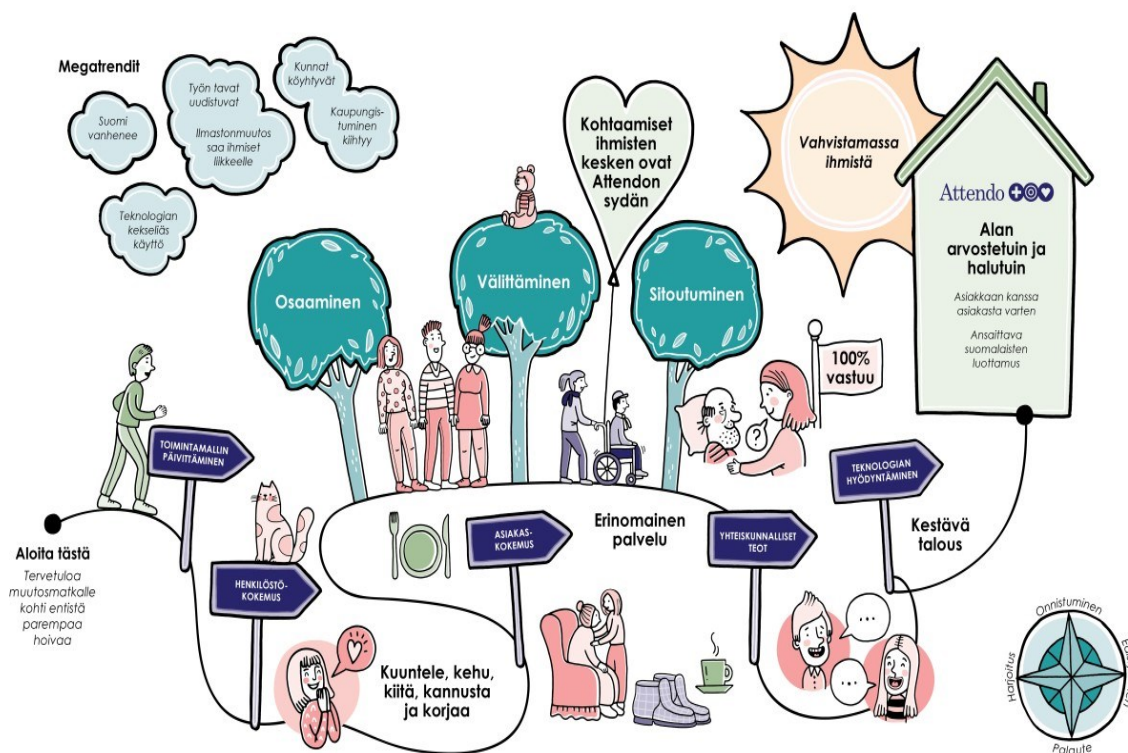 Megatrendit
Suomi
vanhenee
Työn tavat
uudistuvat
Ilmastonmuutos
saa ihmiset
liikkeelle
Kunnat
köyhtyvät
Kaupungis-
tuminen
kiihtyy
Teknologian
kekseliäs
käyttö
Kohtaamiset
ihmisten
kesken ovat
Attendon
sydän
Vahvistamassa
ihmistä
Attendo
Alan
arvostetuin ja
halutuin
Asiakkaan kanssa
asiakasta varten
Ansaittava
suomalaisten
luottamus
Osaaminen
Välittäminen
Sitoutuminen
100%
vastuu
?
TOIMINTAMALLIN
PÄIVITTÄMINEN
Aloita tästä
Tervetuloa
muutosmatkalle
kohti entistä
parempaa
hoivaa
HENKILÖSTÖ-
KOKEMUS
Kuuntele, kehu,
kiitä, kannusta
ja korjaa
ASIAKAS-
KOKEMUS
Erinomainen
palvelu
YHTEISKUNNALLISET
TEOT
TEKNOLOGIAN
HYÖDYNTÄMINEN
Kestävä
talous
...
...
Onnistuminen
Harjoitus
Palaute